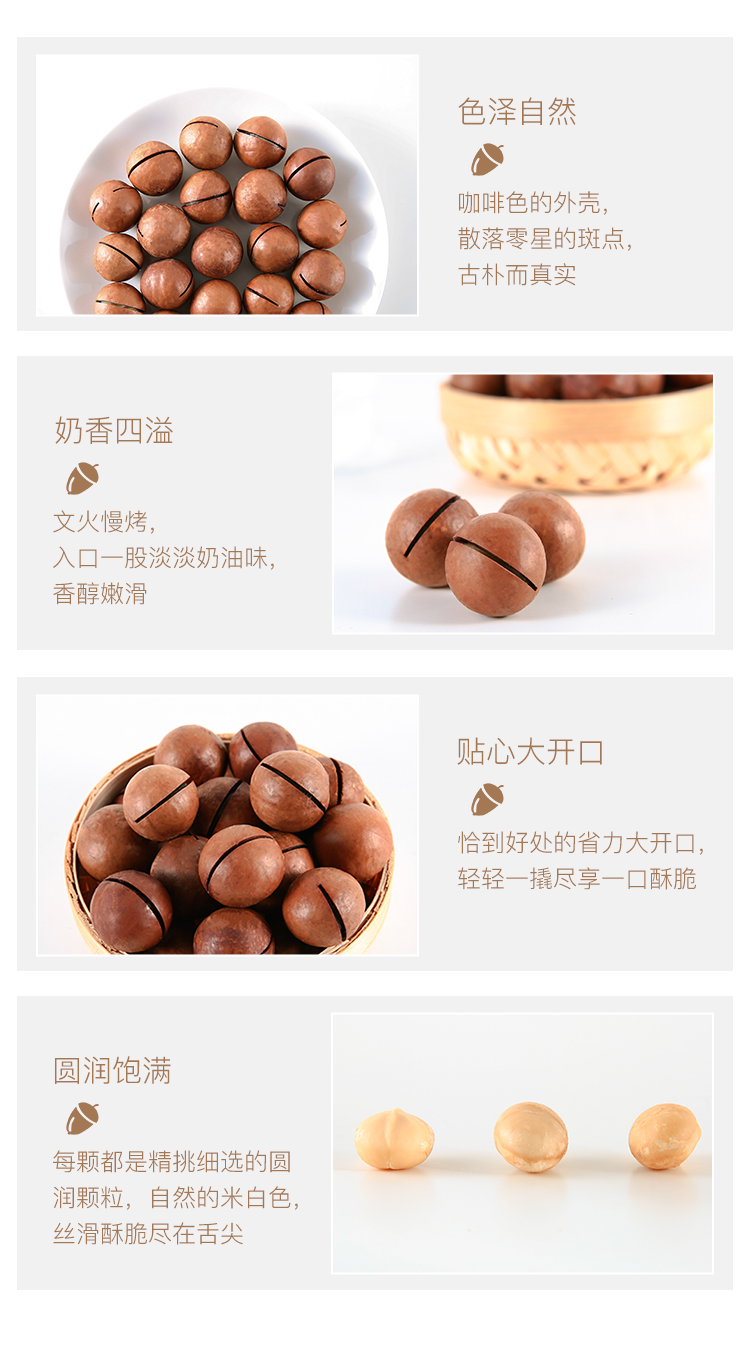 色泽自然
咖啡色的外壳，
散落零星的斑点，
古朴而真实
奶香四溢
文火慢烤，
入口一股淡淡奶油味，
香醇嫩滑
贴心大开口
恰到好处的省力大开口，
轻轻一撬尽享一口酥脆
圆润饱满
每颗都是精挑细选的圆
润颗粒，自然的米白色，
丝滑酥脆尽在舌尖